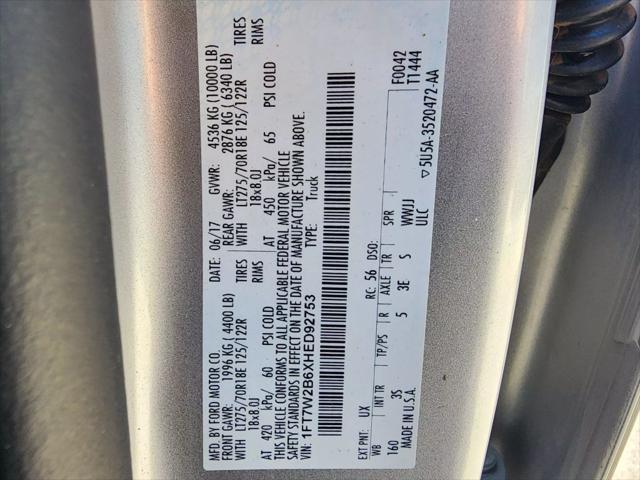 MFD. BY FORD MOTOR CO. DATE: 06/17 GVWR: 4536 KG (10000 LB)
FRONT GAWR: 1996 KG (4400 LB) REAR GAWR: 2876 KG (6340 LB)
WITH LT275/70R18E 125/122R TIRES WITH LT275/70R18E 125/122R TIRES
18x8.0J RIMS 18x8.0J RIMS
AT 420 kPa/ 60 PSI COLD AT 450 kPa/ 65 PSI COLD
THIS VEHICLE CONFORMS TO ALL APPLICABLE FEDERAL MOTOR VEHICLE
SAFETY STANDARDS IN EFFECT ON THE DATE OF MANUFACTURE SHOWN ABOVE.
VIN: 1FT7W2B6XHED92753 TYPE: Truck
F0042
T1444
EXT PNT: UX RC: 56 DSO:
WB INT TR TP/PS R AXLE TR SPR
160 3S 5 3E S WWJJ
MADE IN U.S.A. ULC
▽ 5U5A-3520472-AA